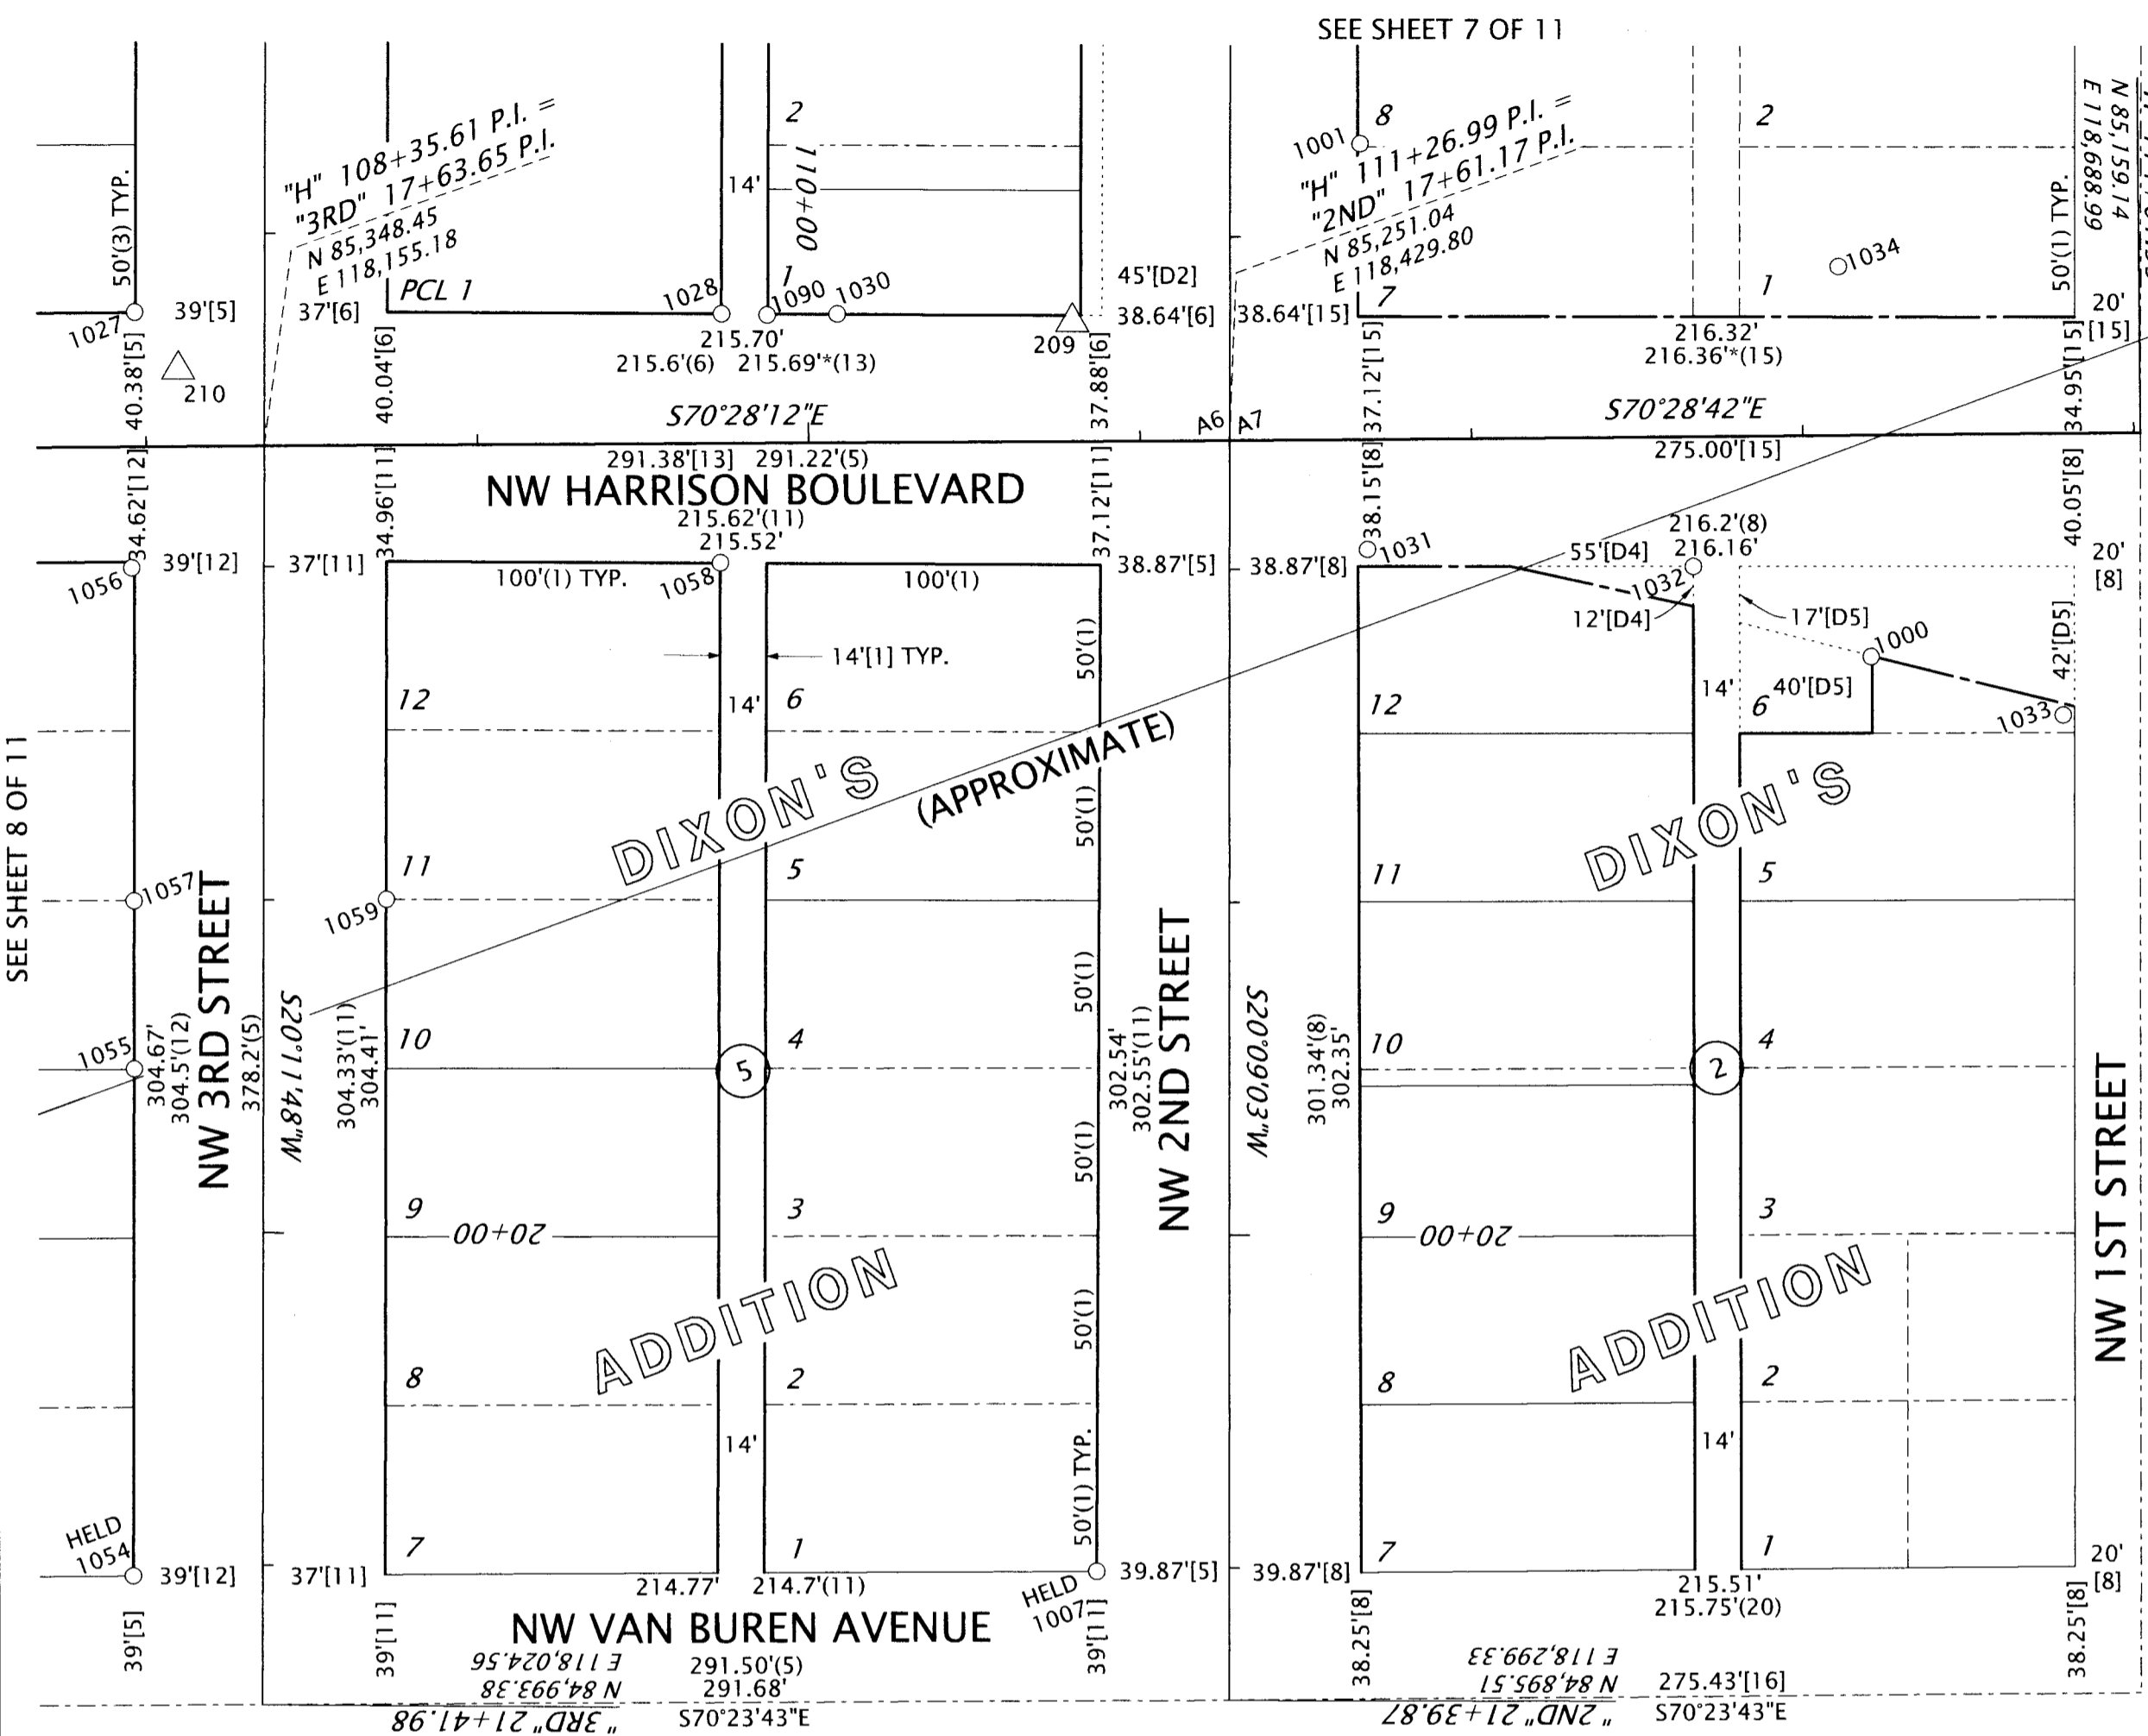 SEE SHEET 7 OF 11
"H" 108+35.61 P.I. =
"3RD" 17+63.65 P.I.
N 85,348.45
E 118,155.18
PCL 1
50'(3) TYP.
1027
39'[5]
37'[6]
40.38'[5]
210
40.04'[6]
14'
2
110+00
1
1028
1090
1030
215.70'
215.6'(6) 215.69'*(13)
209
45'[D2]
38.64'[6]
37.88'[6]
S70°28'12"E
A6
A7
1001
8
"H" 111+26.99 P.I. =
"2ND" 17+61.17 P.I.
N 85,251.04
E 118,429.80
7
38.64'[15]
37.12'[15]
2
1
1034
50'(1) TYP.
N 85,159.14
E 118,688.99
20'
[15]
216.32'
216.36'*(15)
34.95'[15]
S70°28'42"E
275.00'[15]
291.38'[13] 291.22'(5)
NW HARRISON BOULEVARD
215.62'(11)
215.52'
34.62'[12]
34.96'[11]
37.12'[11]
38.15'[8]
40.05'[8]
1056
39'[12]
37'[11]
100'(1) TYP.
1058
100'(1)
38.87'[5]
38.87'[8]
1031
55'[D4]
216.2'(8)
216.16'
1032
12'[D4]
17'[D5]
1000
42'[D5]
20'
[8]
14'[1] TYP.
50'(1)
12
14'
6
12
14'
6
40'[D5]
1033
SEE SHEET 8 OF 11
DIXON'S
(APPROXIMATE)
DIXON'S
50'(1)
11
5
11
5
1057
1059
NW 3RD STREET
NW 2ND STREET
NW 1ST STREET
1055
304.67'
304.5'(12)
378.2'(5)
S20°11'48"W
304.33'(11)
304.41'
10
5
4
50'(1)
302.54'
302.55'(11)
S20°09'03"W
301.34'(8)
302.35'
10
2
4
50'(1)
9
20+00
3
9
20+00
3
ADDITION
ADDITION
50'(1)
8
2
8
2
14'
14'
50'(1) TYP.
HELD
1054
39'[12]
37'[11]
7
1
39.87'[5]
39.87'[8]
7
1
20'
[8]
214.77'
214.7'(11)
HELD
1007
215.51'
215.75'(20)
39'[5]
39'[11]
39'[11]
38.25'[8]
38.25'[8]
NW VAN BUREN AVENUE
E 118,024.56
N 84,993.38
"3RD" 21+41.98
291.50'(5)
291.68'
S70°23'43"E
E 118,299.33
N 84,895.51
"2ND" 21+39.87
275.43'[16]
S70°23'43"E